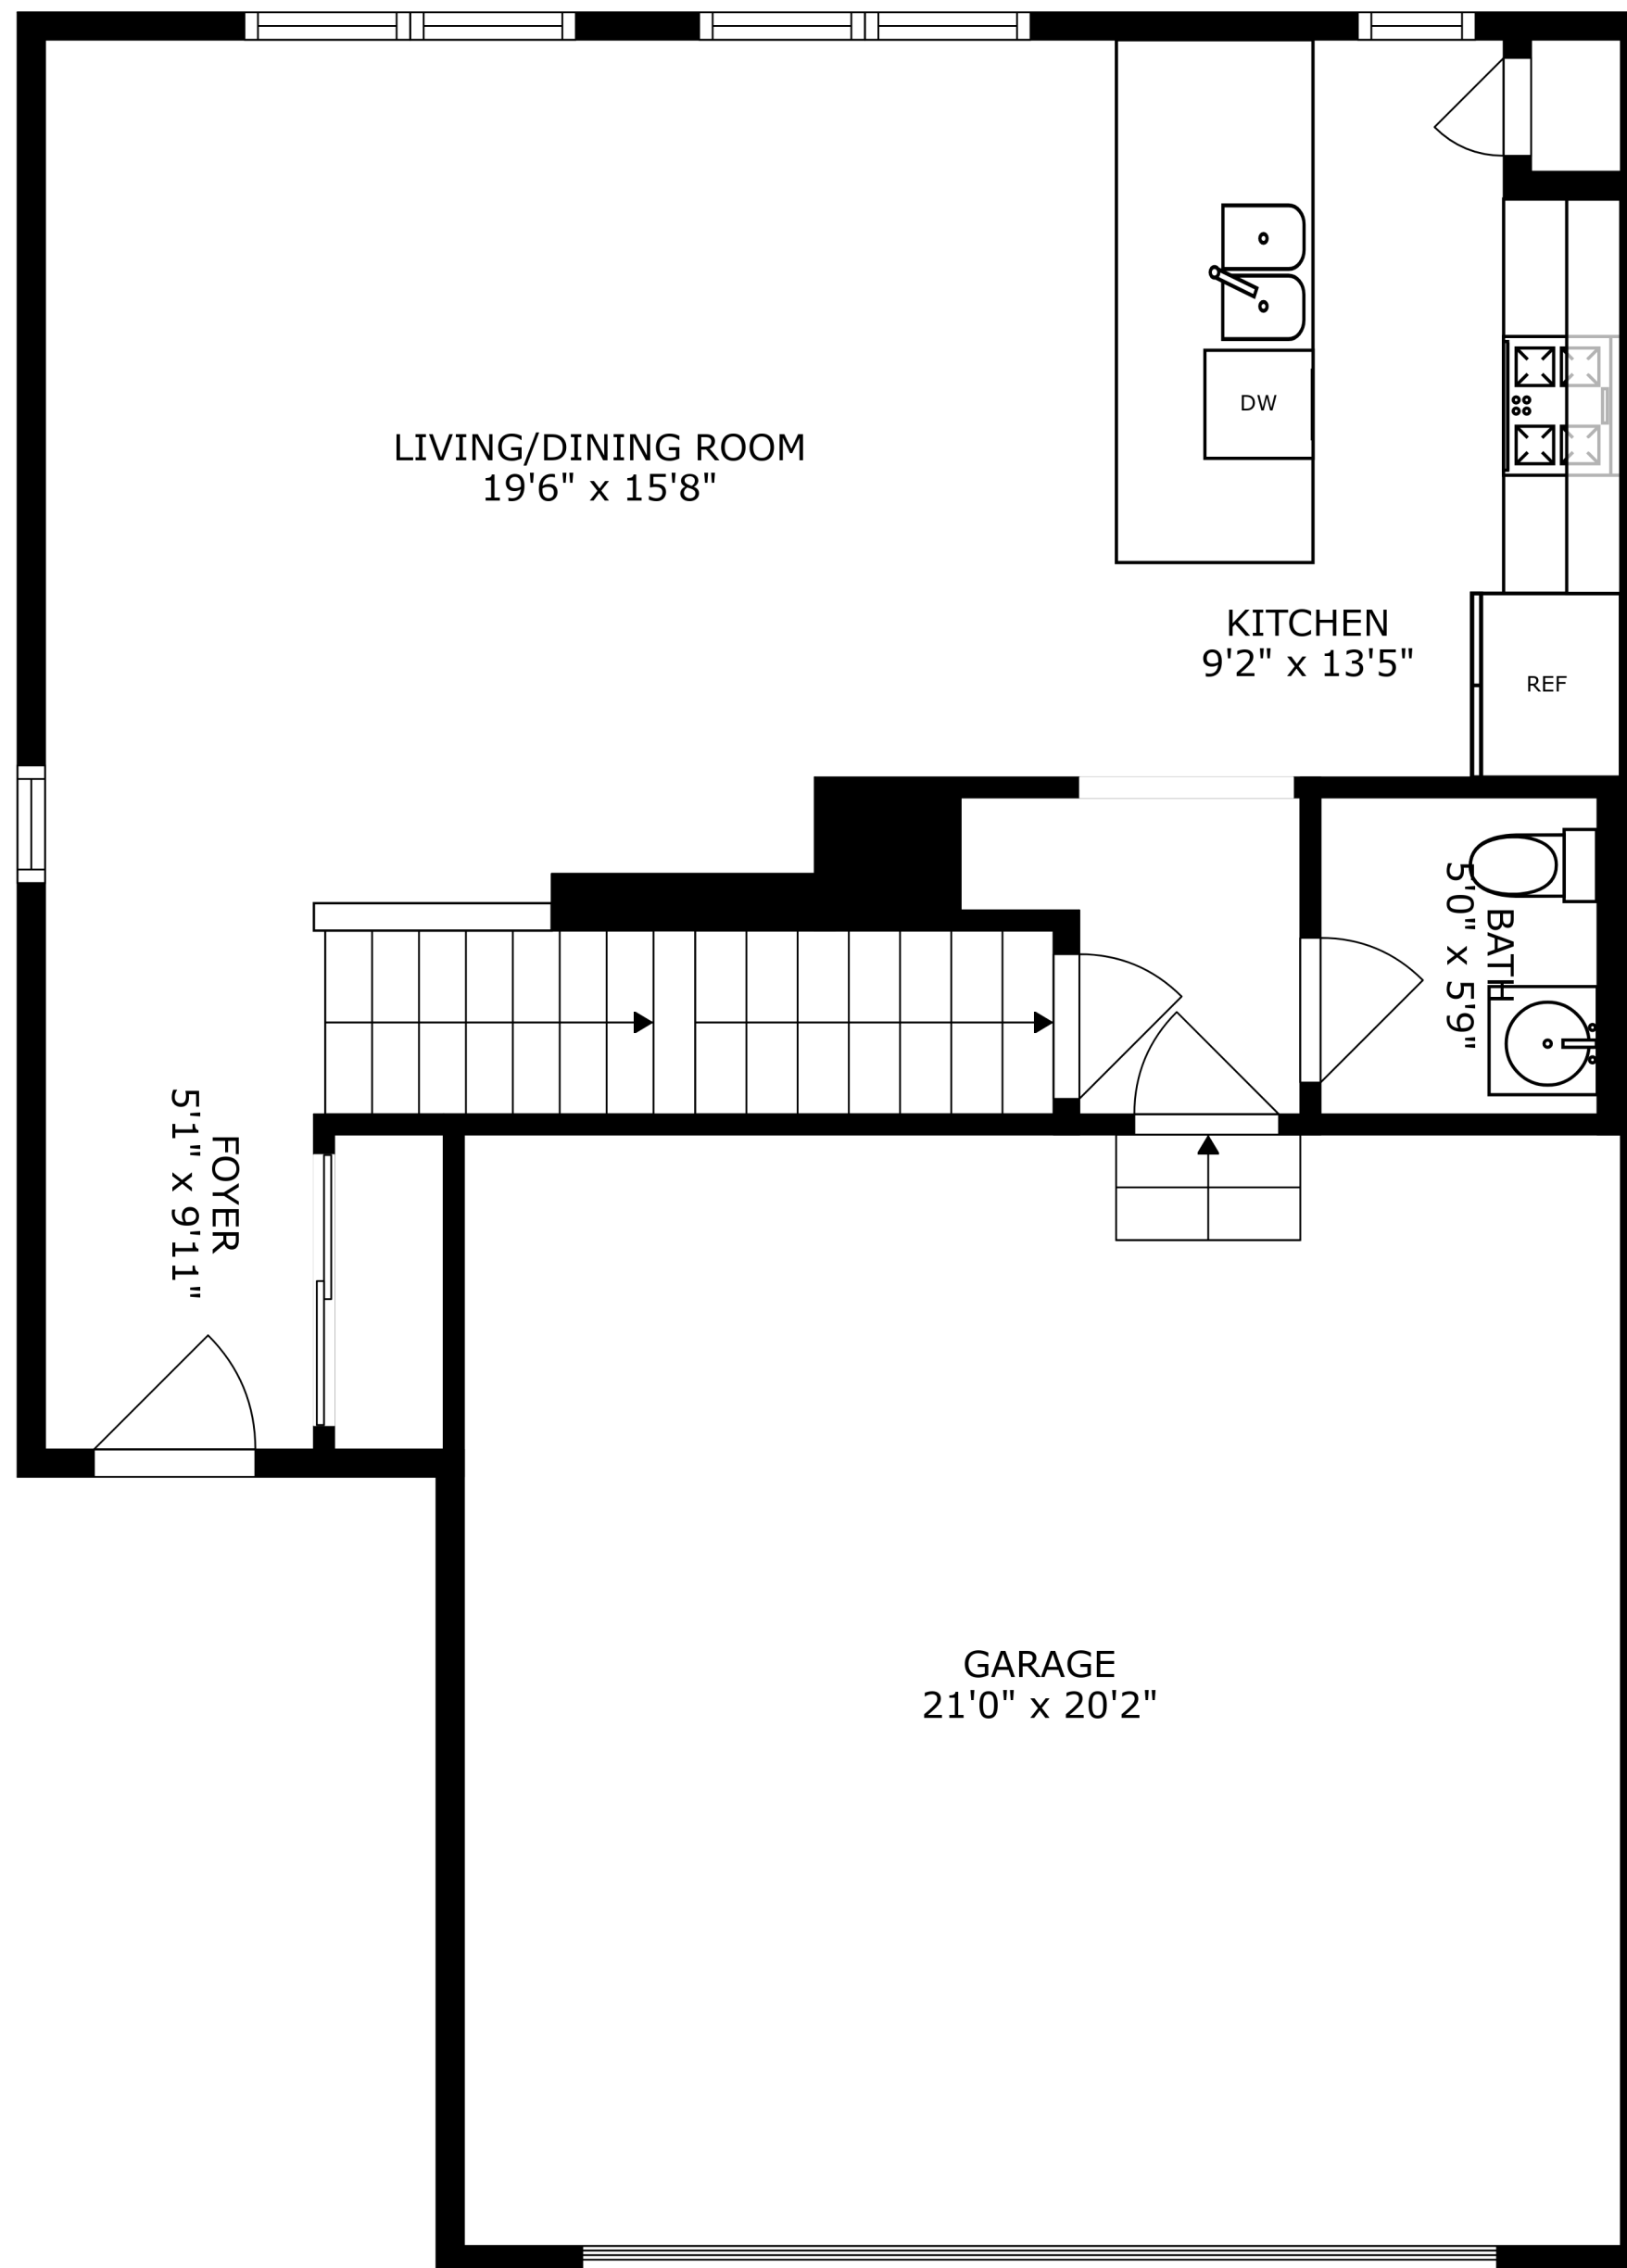 LIVING/DINING ROOM
19'6" x 15'8"
DW
KITCHEN
9'2" x 13'5"
REF
BATH
5'0" x 5'9"
FOYER
5'1" x 9'11"
GARAGE
21'0" x 20'2"